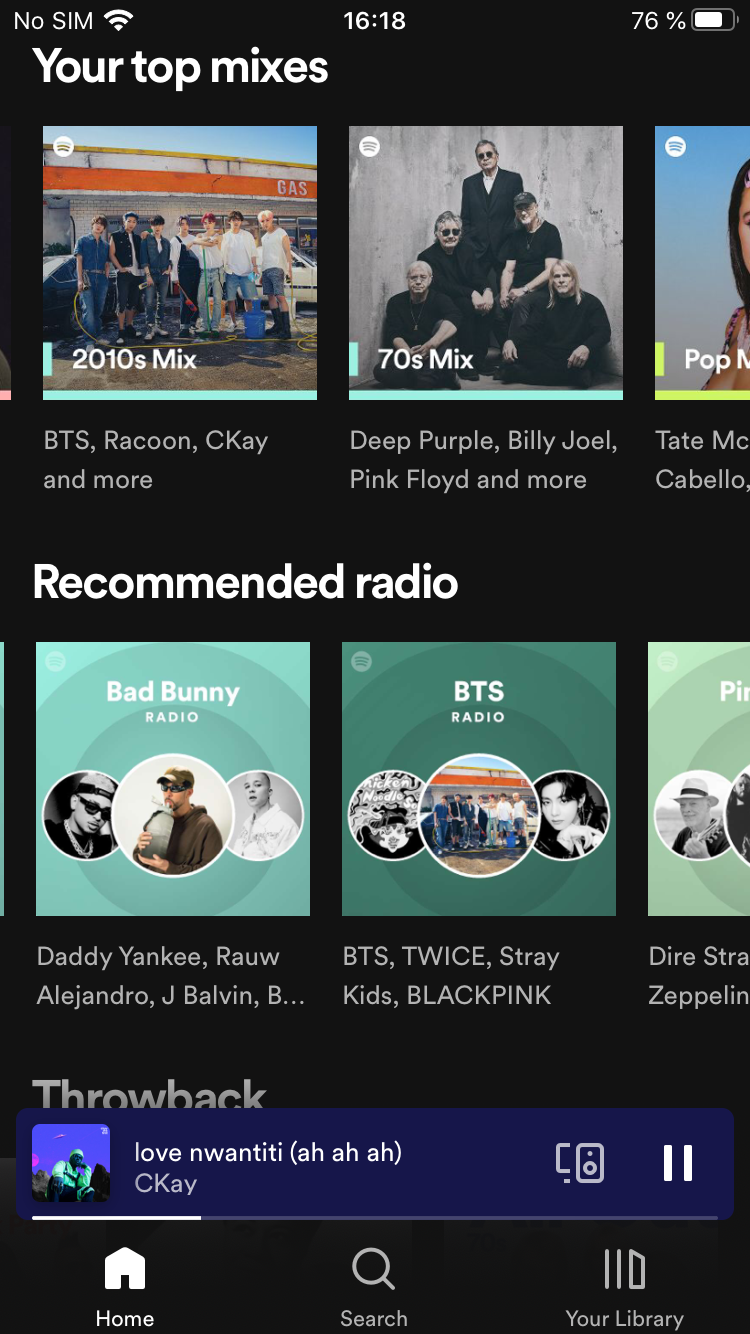 No SIM 16:18 76 %
Your top mixes
GAS
2010s Mix
70s Mix
Pop M
BTS, Racoon, CKay
and more
Deep Purple, Billy Joel,
Pink Floyd and more
Tate Mc
Cabello,
Recommended radio
Bad Bunny
RADIO
BTS
RADIO
Pin
Chicken
Noodle
Daddy Yankee, Rauw
Alejandro, J Balvin, B...
BTS, TWICE, Stray
Kids, BLACKPINK
Dire Stra
Zeppelin
Throwback
love nwantiti (ah ah ah)
CKay
Home
Search
Your Library